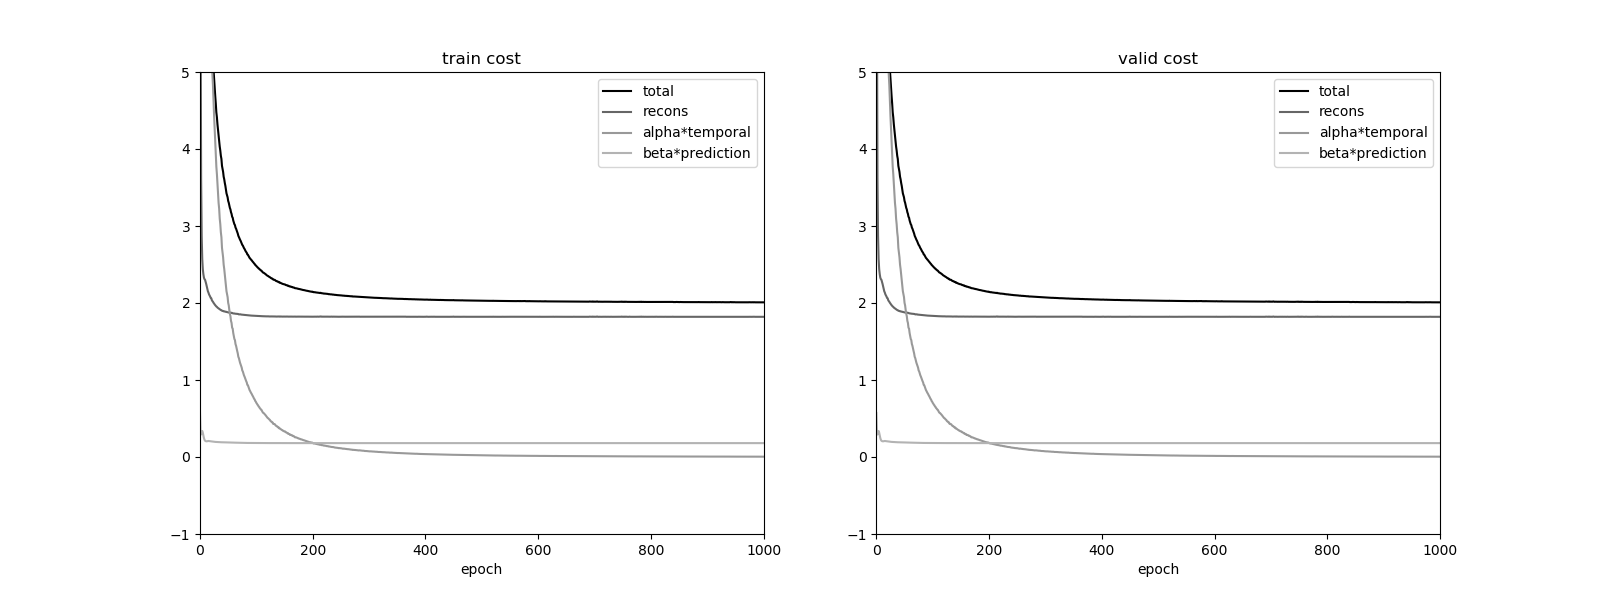 train cost
5
4
3
2
1
0
−1
0 200 400 600 800 1000
epoch
total
recons
alpha*temporal
beta*prediction
valid cost
5
4
3
2
1
0
−1
0 200 400 600 800 1000
epoch
total
recons
alpha*temporal
beta*prediction